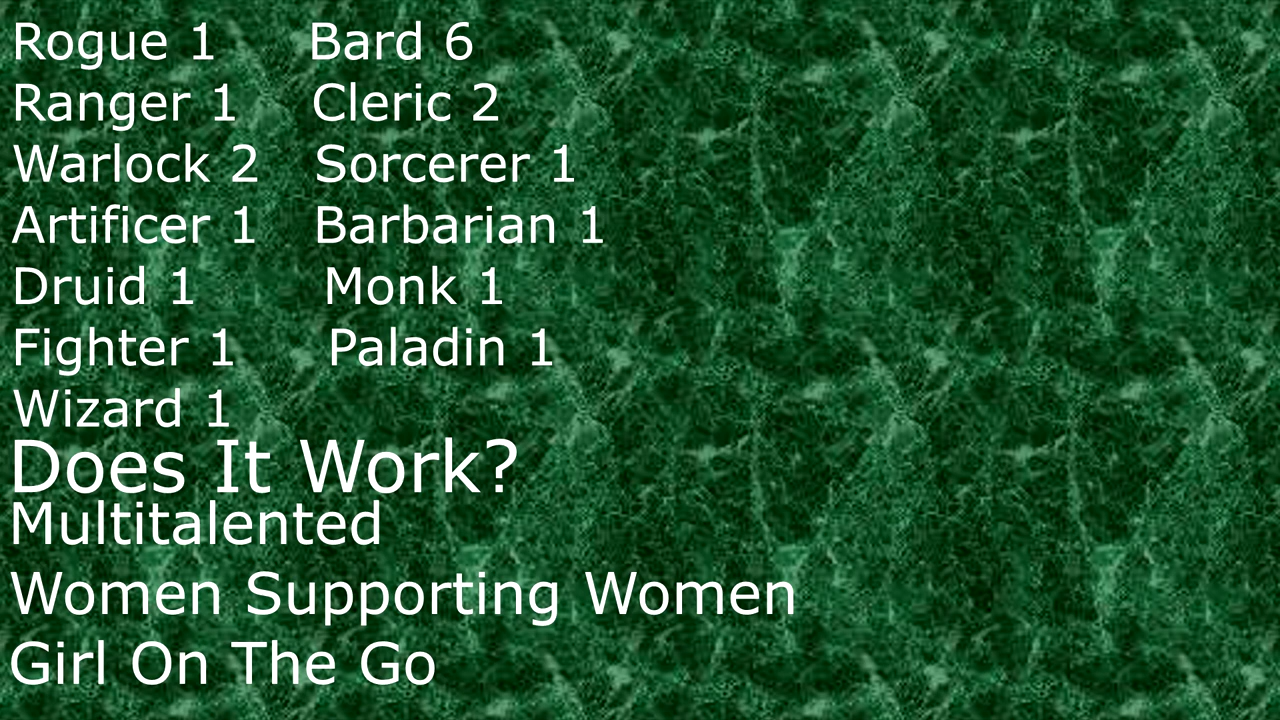 Rogue 1 Bard 6
Ranger 1 Cleric 2
Warlock 2 Sorcerer 1
Artificer 1 Barbarian 1
Druid 1 Monk 1
Fighter 1 Paladin 1
Wizard 1
Does It Work?
Multitalented
Women Supporting Women
Girl On The Go